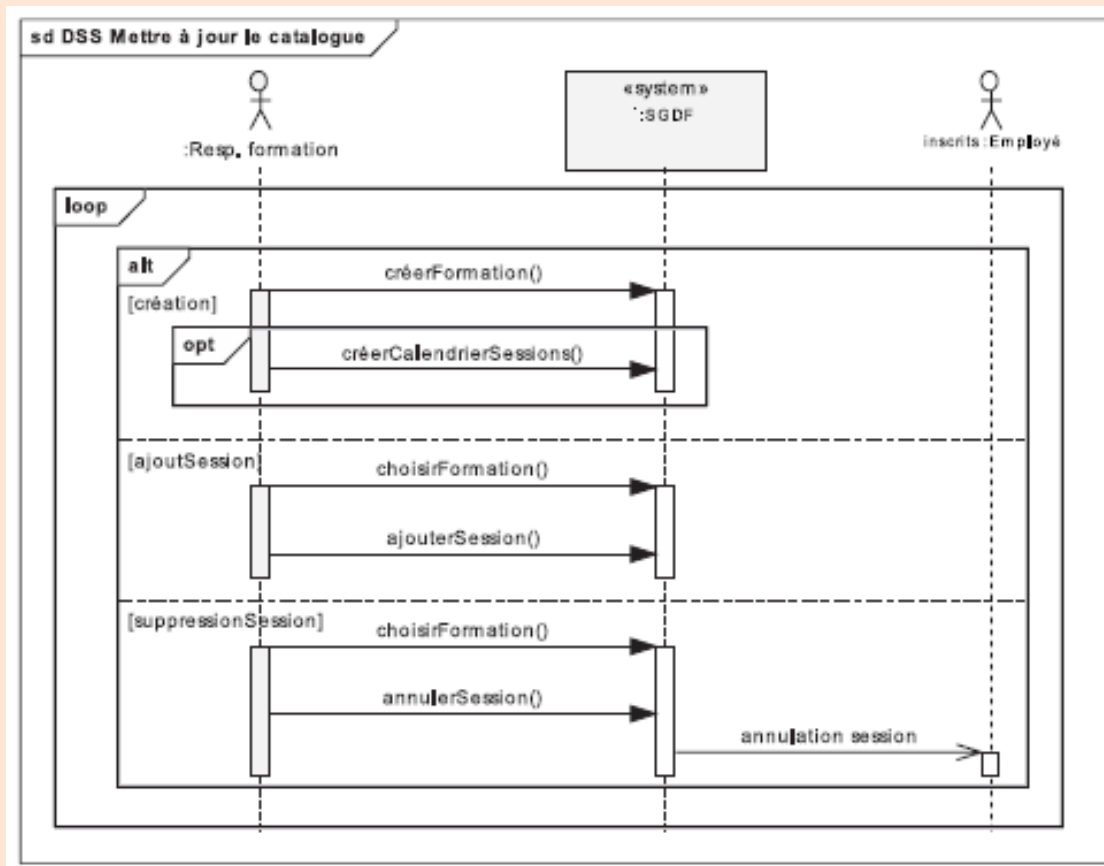 sd DSS Mettre à jour le catalogue
«system»
:SGDF
:Resp. formation
inscrits:Employé
loop
alt
créerFormation()
[création]
opt
créerCalendrierSessions()
[ajoutSession]
choisirFormation()
ajouterSession()
[suppressionSession]
choisirFormation()
annulerSession()
annulation session